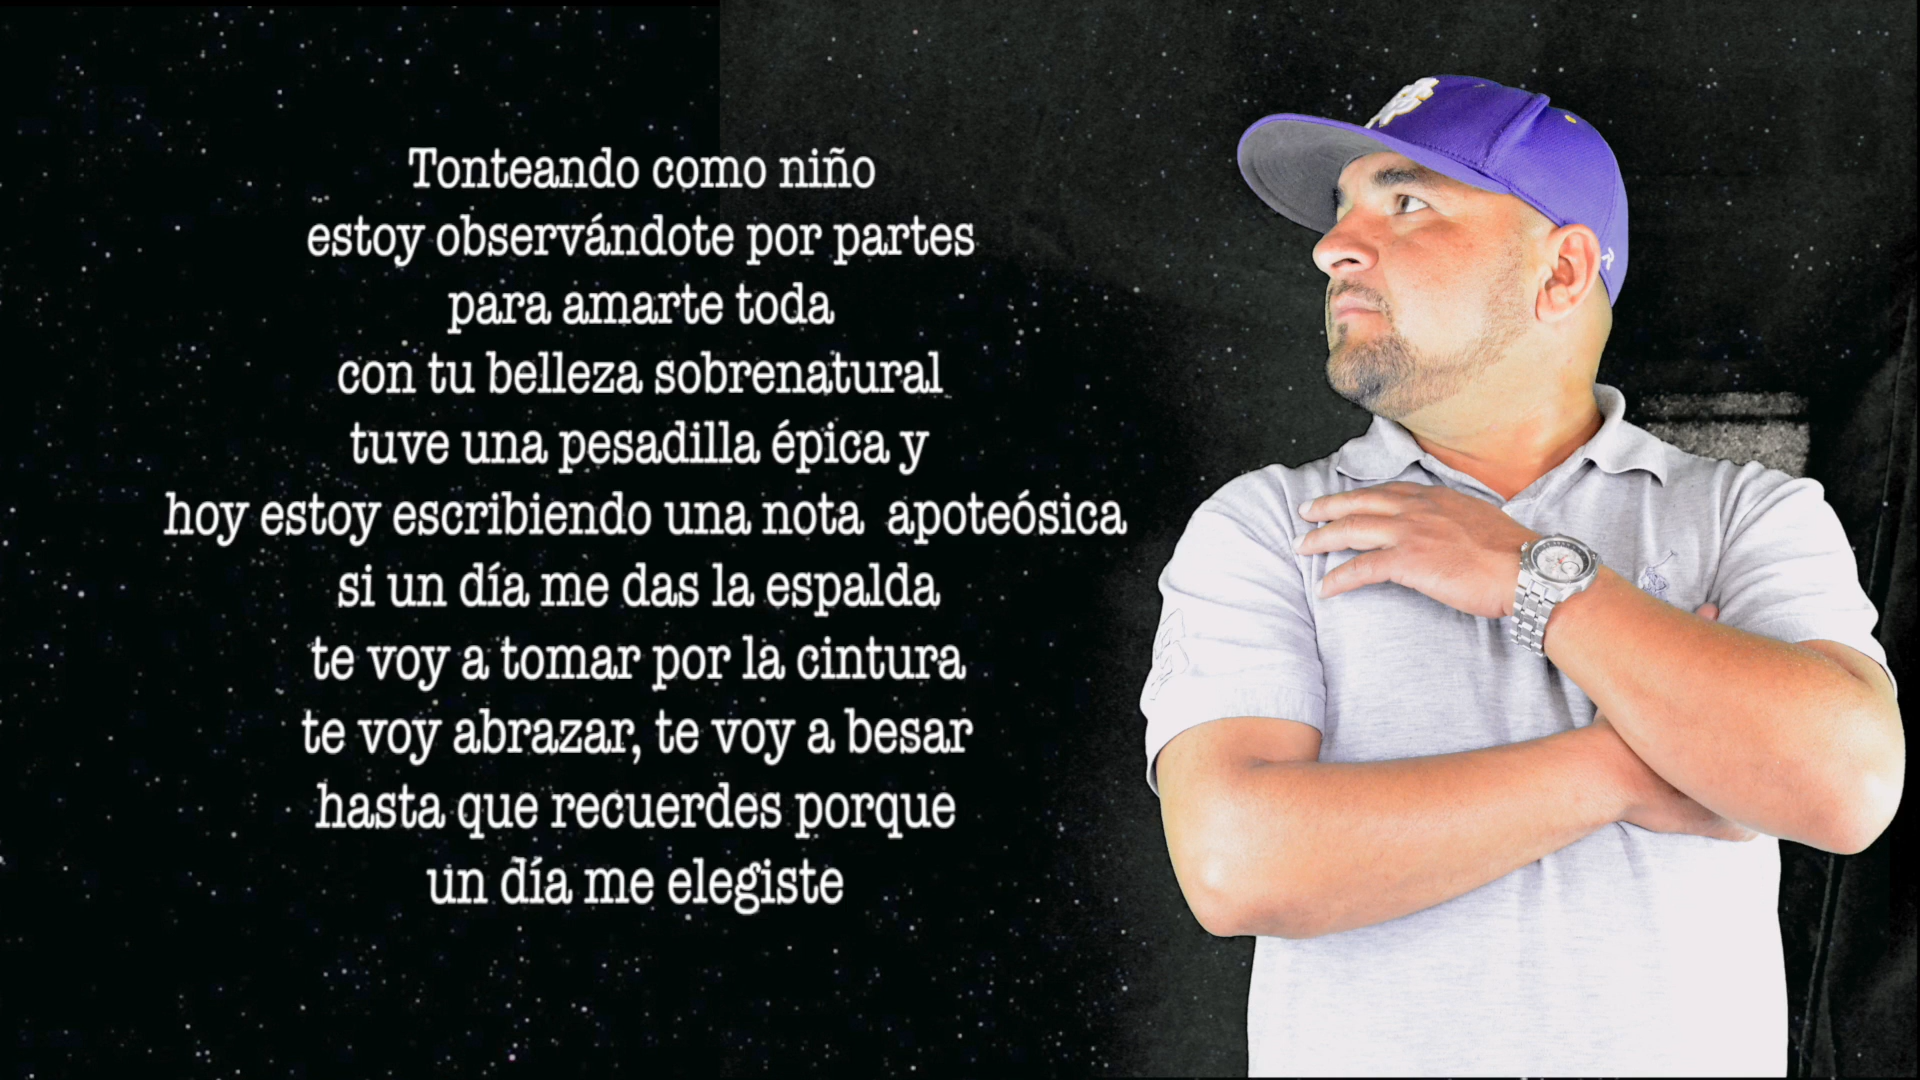 Tonteando como niño
estoy observándote por partes
para amarte toda
con tu belleza sobrenatural
tuve una pesadilla épica y
hoy estoy escribiendo una nota  apoteósica
si un día me das la espalda
te voy a tomar por la cintura
te voy abrazar, te voy a besar
hasta que recuerdes porque
un día me elegiste